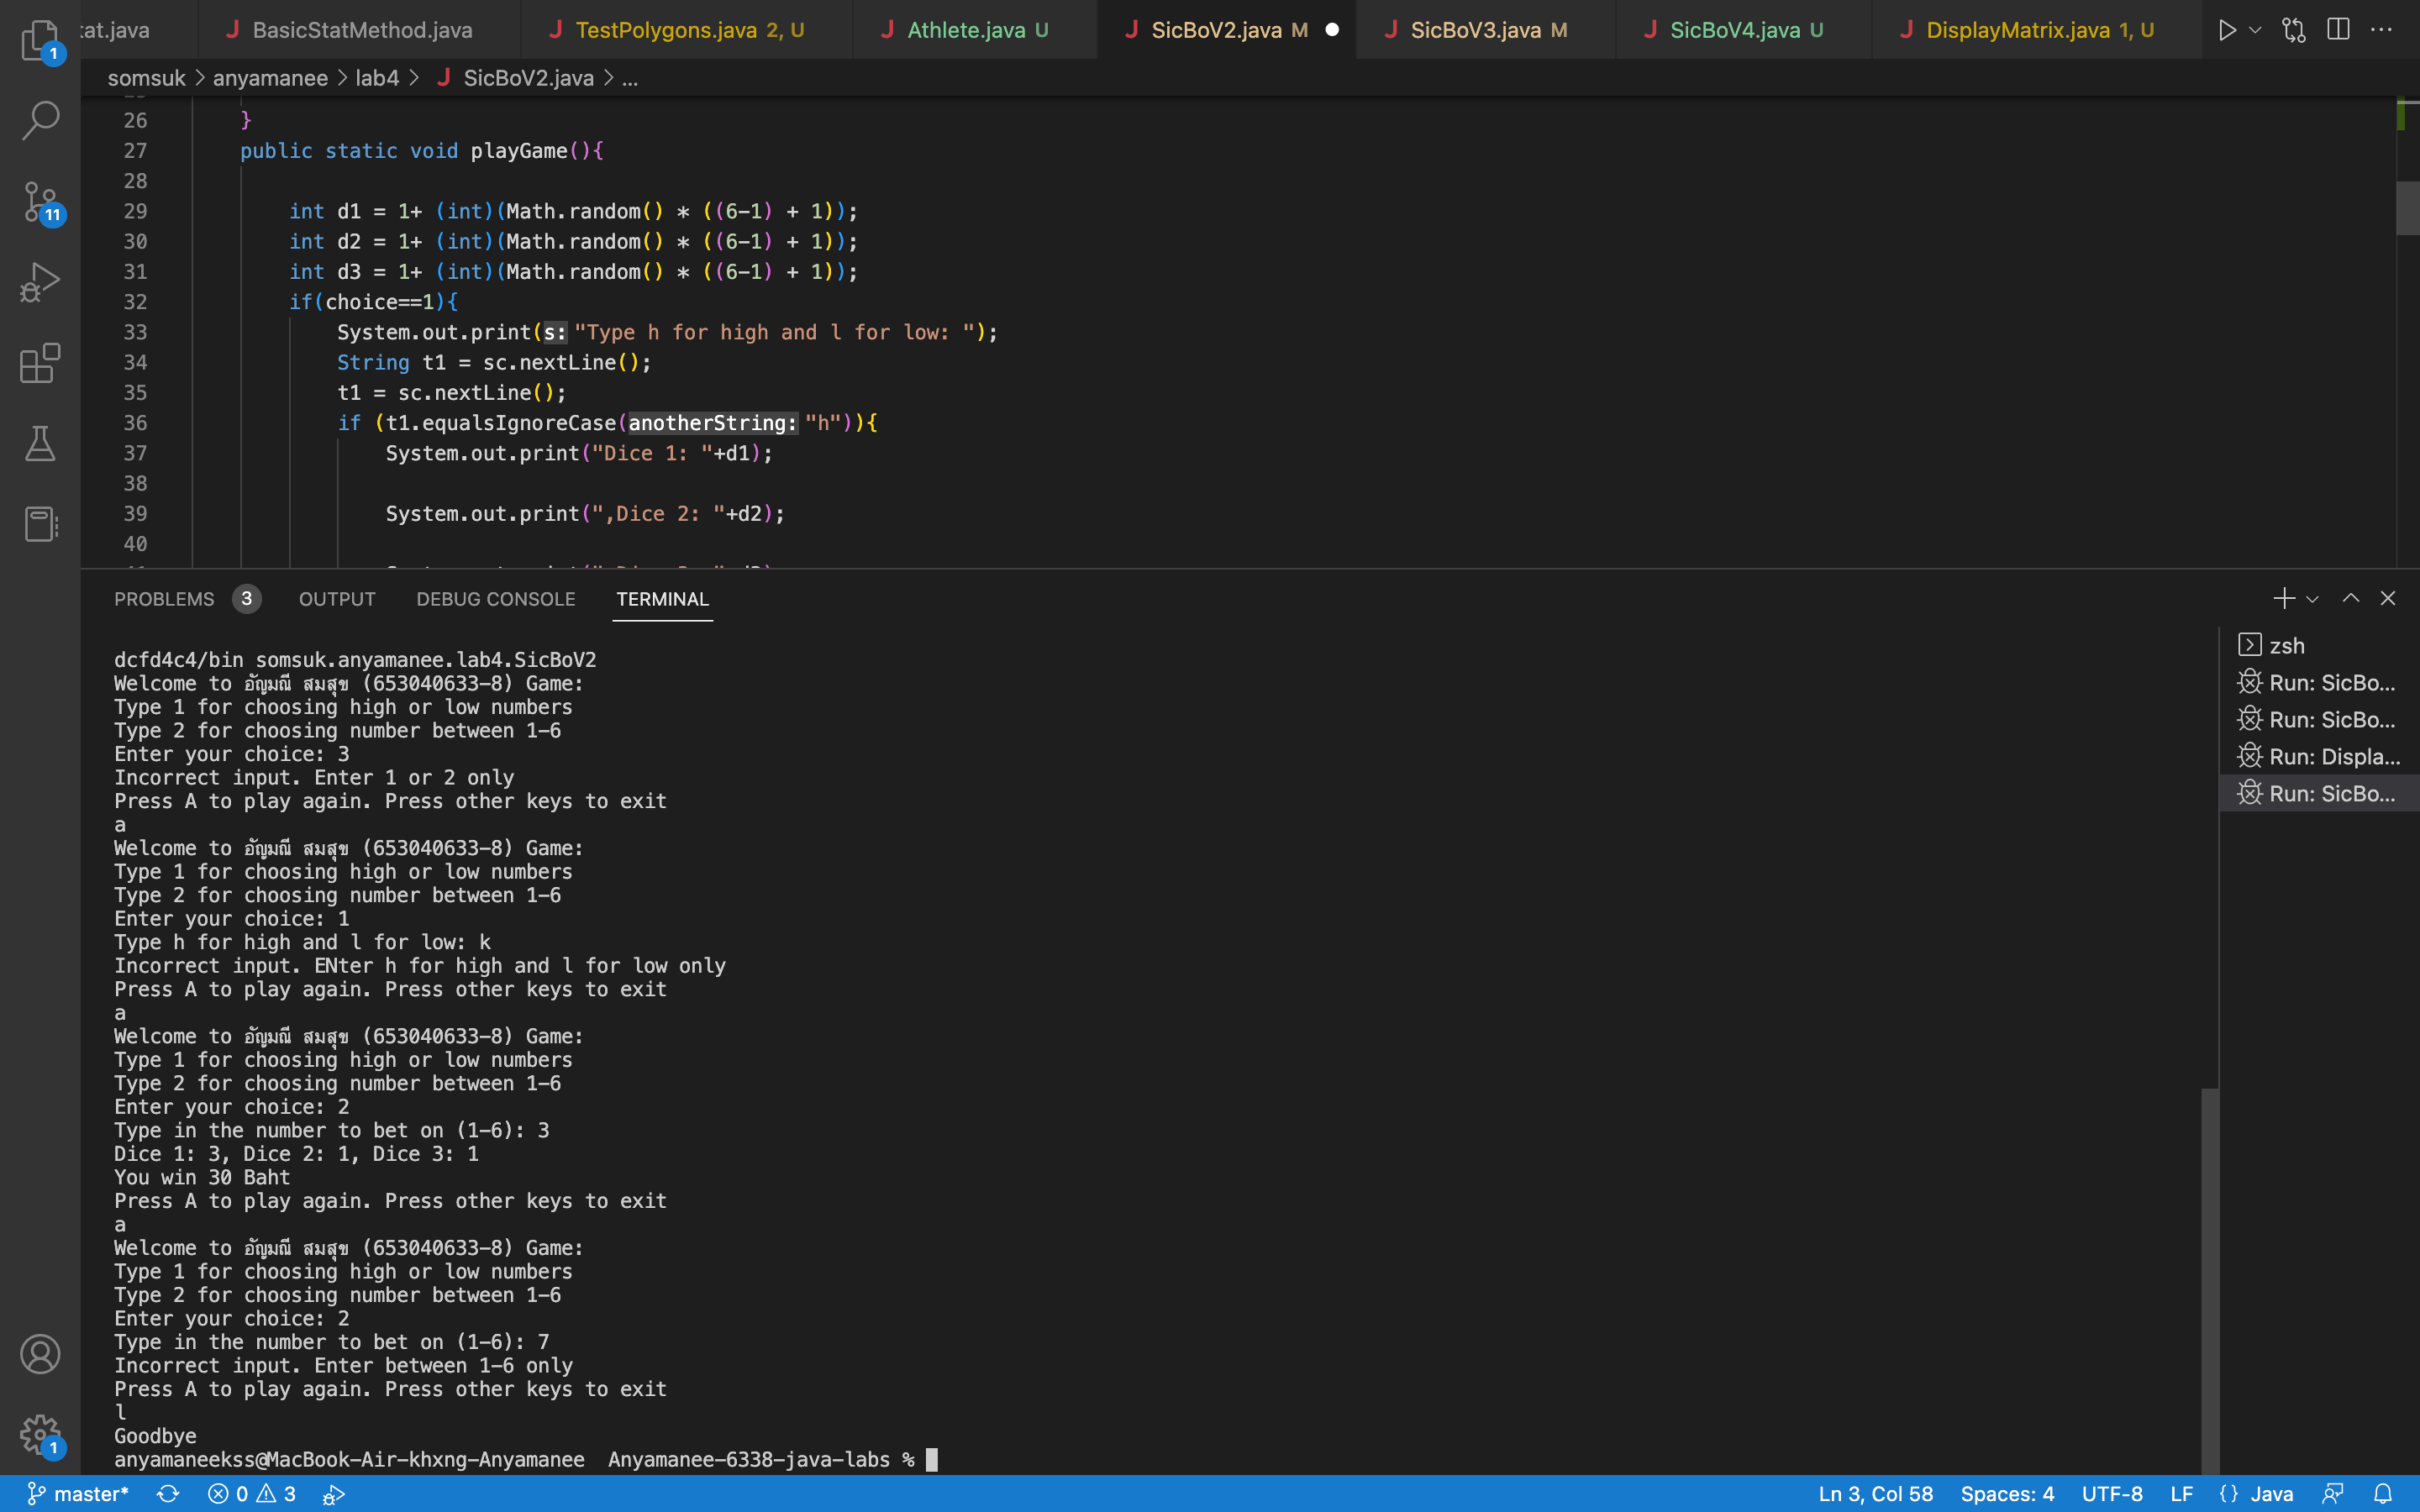 tat.java
BasicStatMethod.java
TestPolygons.java 2, U
Athlete.java U
SicBoV2.java M
SicBoV3.java M
SicBoV4.java U
DisplayMatrix.java 1, U
somsuk > anyamanee > lab4 > J SicBoV2.java > ...
26 }
27 public static void playGame(){
28
29 int d1 = 1+ (int)(Math.random() * ((6-1) + 1));
30 int d2 = 1+ (int)(Math.random() * ((6-1) + 1));
31 int d3 = 1+ (int)(Math.random() * ((6-1) + 1));
32 if(choice==1){
33 System.out.print(s: "Type h for high and l for low: ");
34 String t1 = sc.nextLine();
35 t1 = sc.nextLine();
36 if (t1.equalsIgnoreCase(anotherString: "h")){
37 System.out.print("Dice 1: "+d1);
38
39 System.out.print(",Dice 2: "+d2);
40
PROBLEMS 3 OUTPUT DEBUG CONSOLE TERMINAL
dcfd4c4/bin somsuk.anyamanee.lab4.SicBoV2
Welcome to อัญมณี สมสุข (653040633-8) Game:
Type 1 for choosing high or low numbers
Type 2 for choosing number between 1-6
Enter your choice: 3
Incorrect input. Enter 1 or 2 only
Press A to play again. Press other keys to exit
a
Welcome to อัญมณี สมสุข (653040633-8) Game:
Type 1 for choosing high or low numbers
Type 2 for choosing number between 1-6
Enter your choice: 1
Type h for high and l for low: k
Incorrect input. ENter h for high and l for low only
Press A to play again. Press other keys to exit
a
Welcome to อัญมณี สมสุข (653040633-8) Game:
Type 1 for choosing high or low numbers
Type 2 for choosing number between 1-6
Enter your choice: 2
Type in the number to bet on (1-6): 3
Dice 1: 3, Dice 2: 1, Dice 3: 1
You win 30 Baht
Press A to play again. Press other keys to exit
a
Welcome to อัญมณี สมสุข (653040633-8) Game:
Type 1 for choosing high or low numbers
Type 2 for choosing number between 1-6
Enter your choice: 2
Type in the number to bet on (1-6): 7
Incorrect input. Enter between 1-6 only
Press A to play again. Press other keys to exit
l
Goodbye
anyamaneekss@MacBook-Air-khxng-Anyamanee Anyamanee-6338-java-labs %
zsh
Run: SicBo...
Run: SicBo...
Run: Displa...
Run: SicBo...
1
11
1
master* 0 3
Ln 3, Col 58 Spaces: 4 UTF-8 LF {} Java